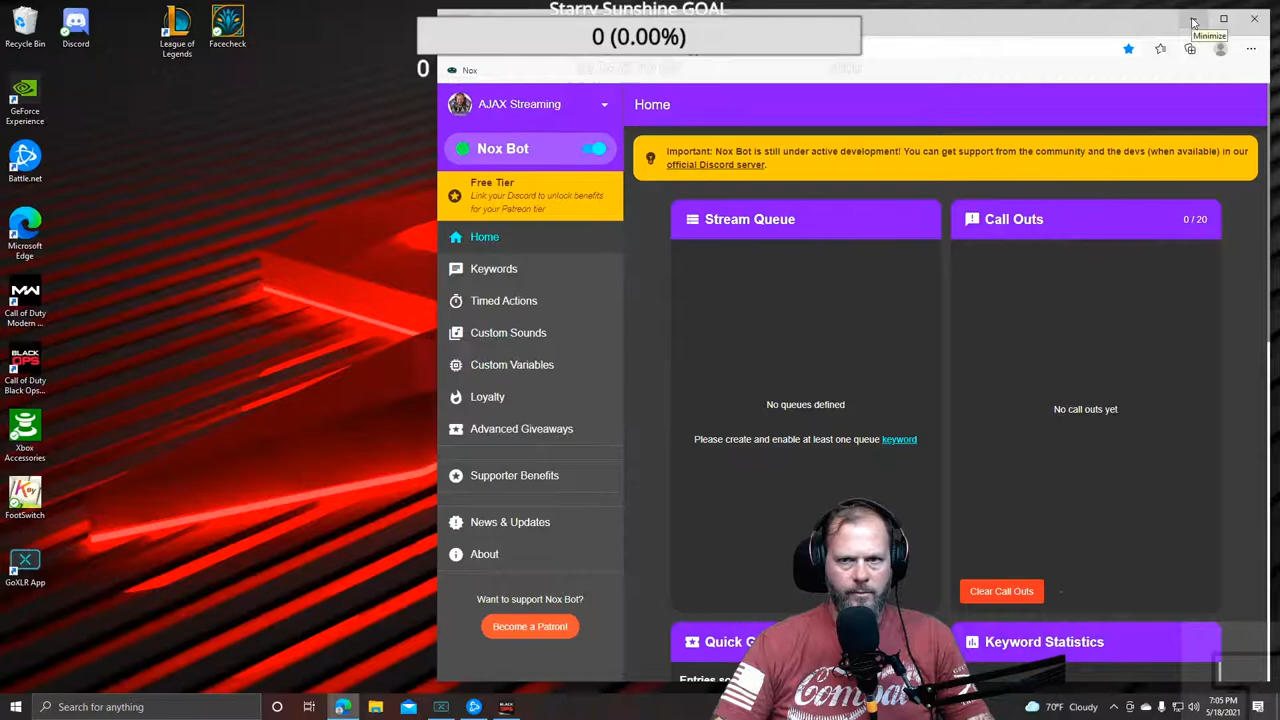 Starry Sunshine GOAL
0 (0.00%)
0
Minimize
Recycle Bin
Discord
League of
Legends
Facecheck
GeForce
Experience
Battle.net
Microsoft
Edge
Call of Duty
Modern ...
BLACK
OPS
Call of Duty
Black Ops...
Xbox
Accessories
FootSwitch
GoXLR App
Nox
AJAX Streaming
Nox Bot
Free Tier
Link your Discord to unlock benefits
for your Patreon tier
Home
Keywords
Timed Actions
Custom Sounds
Custom Variables
Loyalty
Advanced Giveaways
Supporter Benefits
News & Updates
About
Want to support Nox Bot?
Become a Patron!
Home
Important: Nox Bot is still under active development! You can get support from the community and the devs (when available) in our
official Discord server.
Stream Queue
No queues defined
Please create and enable at least one queue keyword
Call Outs
0 / 20
No call outs yet
Clear Call Outs
Keyword Statistics
Search for anything
70°F Cloudy
7:05 PM
5/18/2021